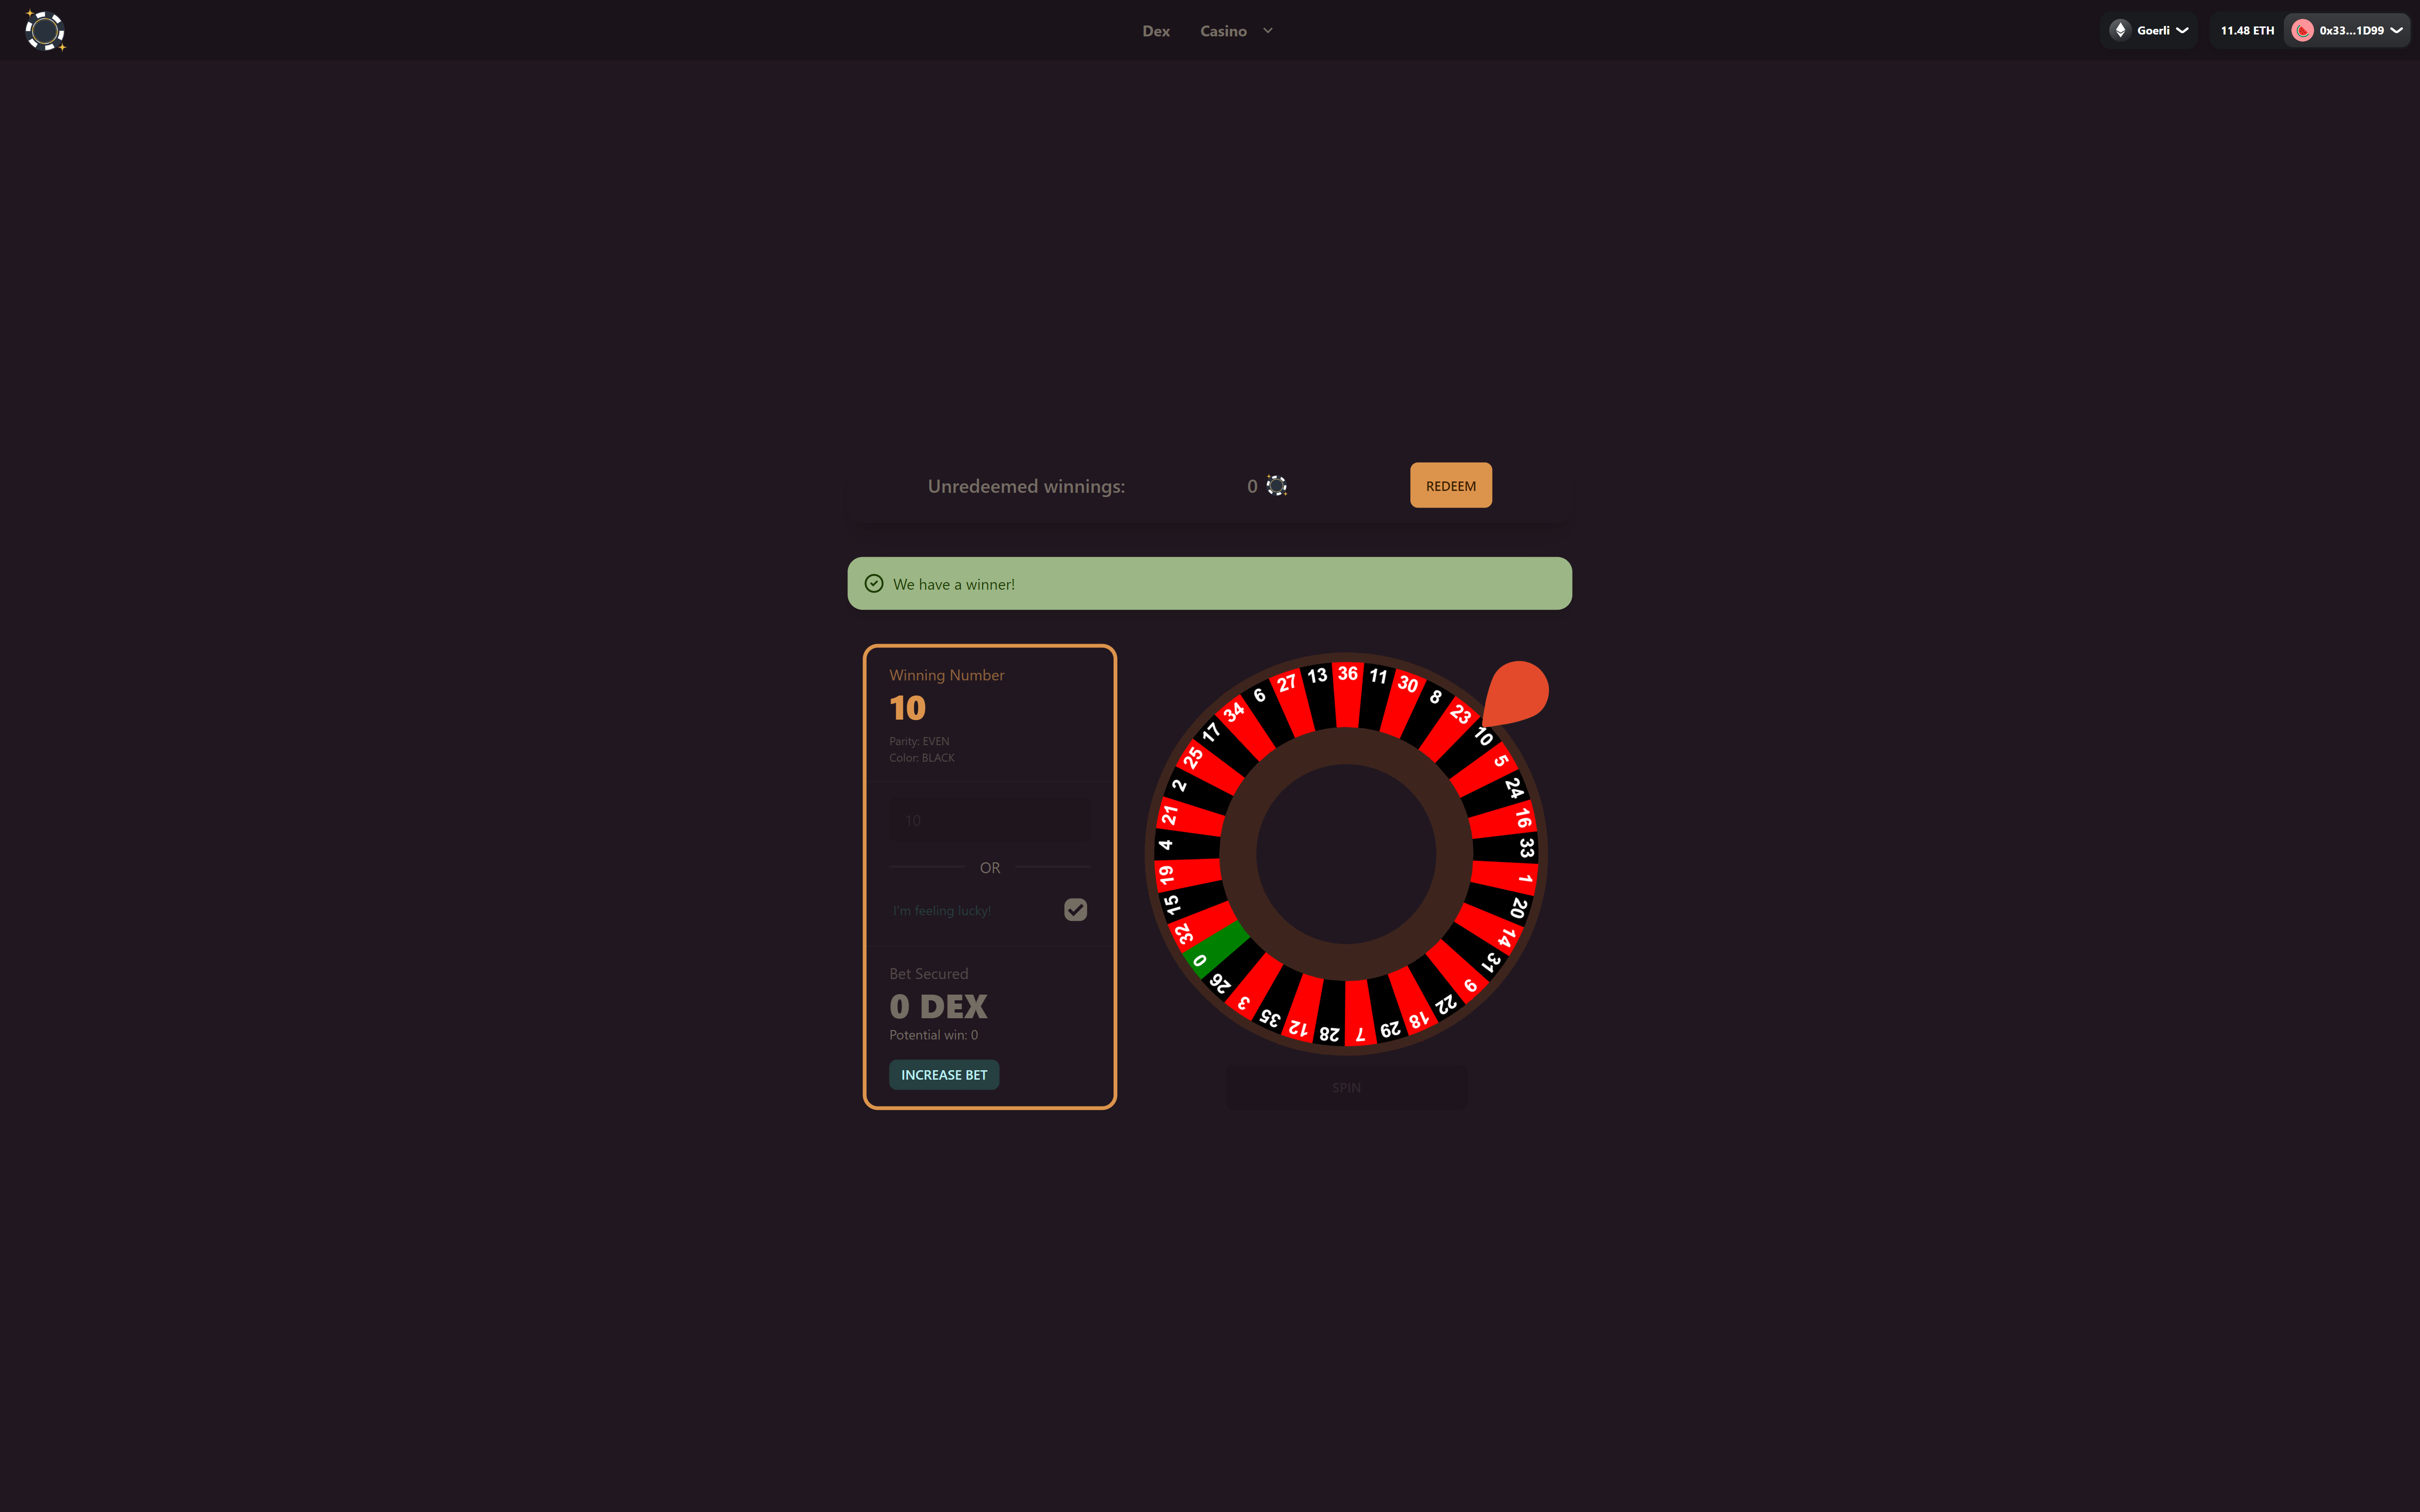 Dex Casino
Goerli
11.48 ETH 0x33...1D99
Unredeemed winnings: 0 REDEEM
We have a winner!
Winning Number
10
Parity: EVEN
Color: BLACK
10
OR
I'm feeling lucky!
Bet Secured
0 DEX
Potential win: 0
INCREASE BET
36 11 30 8 23 10 5 24 16 33 1 20 14 31 9 22 18 29 7 28 12 35 3 26 0 32 15 19 4 21 2 25 17 34 6 27 13
SPIN